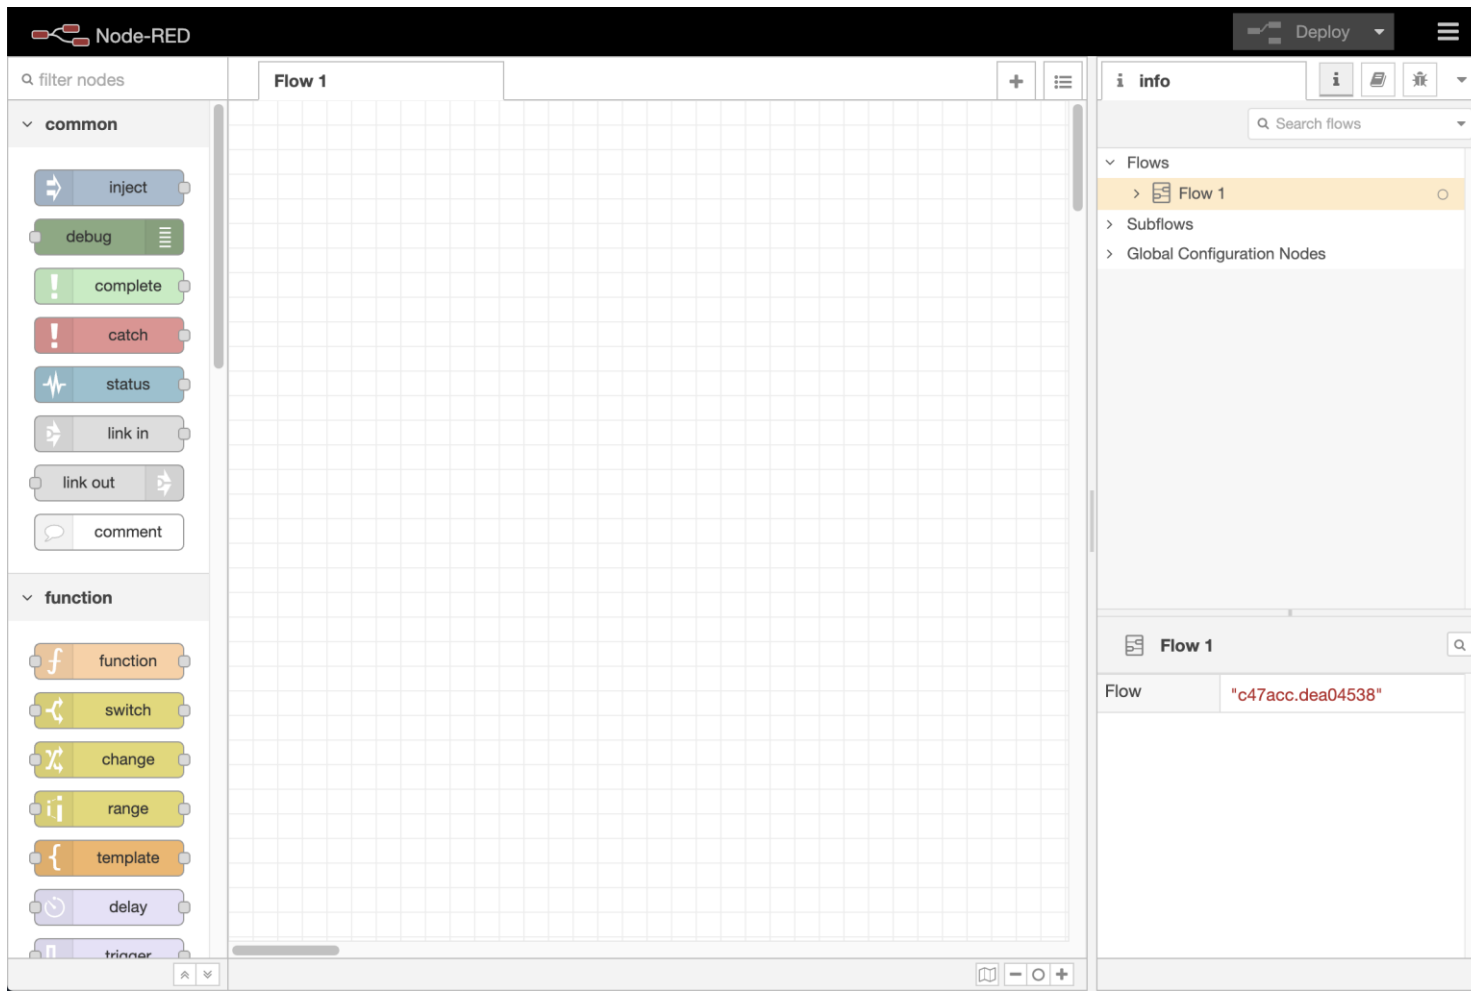 Node-RED
Deploy
filter nodes
Flow 1
info
common
Search flows
inject
debug
complete
catch
status
link in
link out
comment
function
function
switch
change
range
template
delay
trigger
Flows
Flow 1
Subflows
Global Configuration Nodes
Flow 1
Flow "c47acc.dea04538"